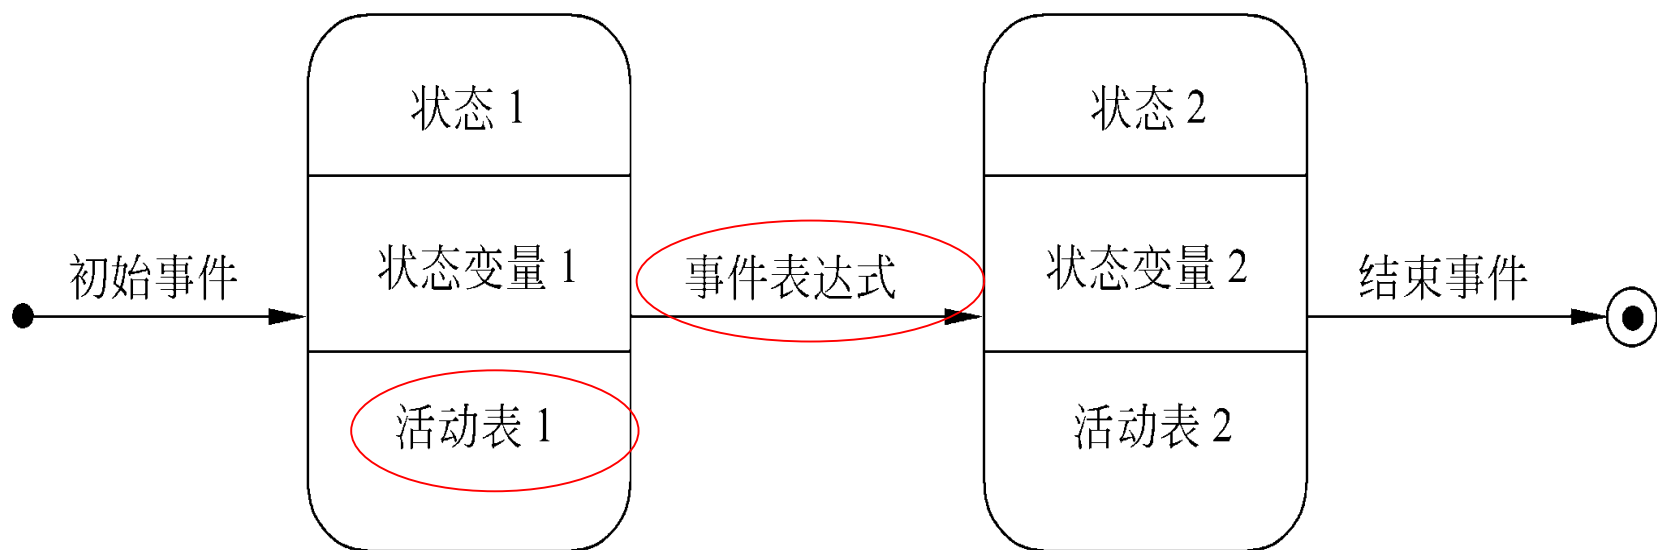 状态 1
状态 2
初始事件
状态变量 1
事件表达式
状态变量 2
结束事件
活动表 1
活动表 2